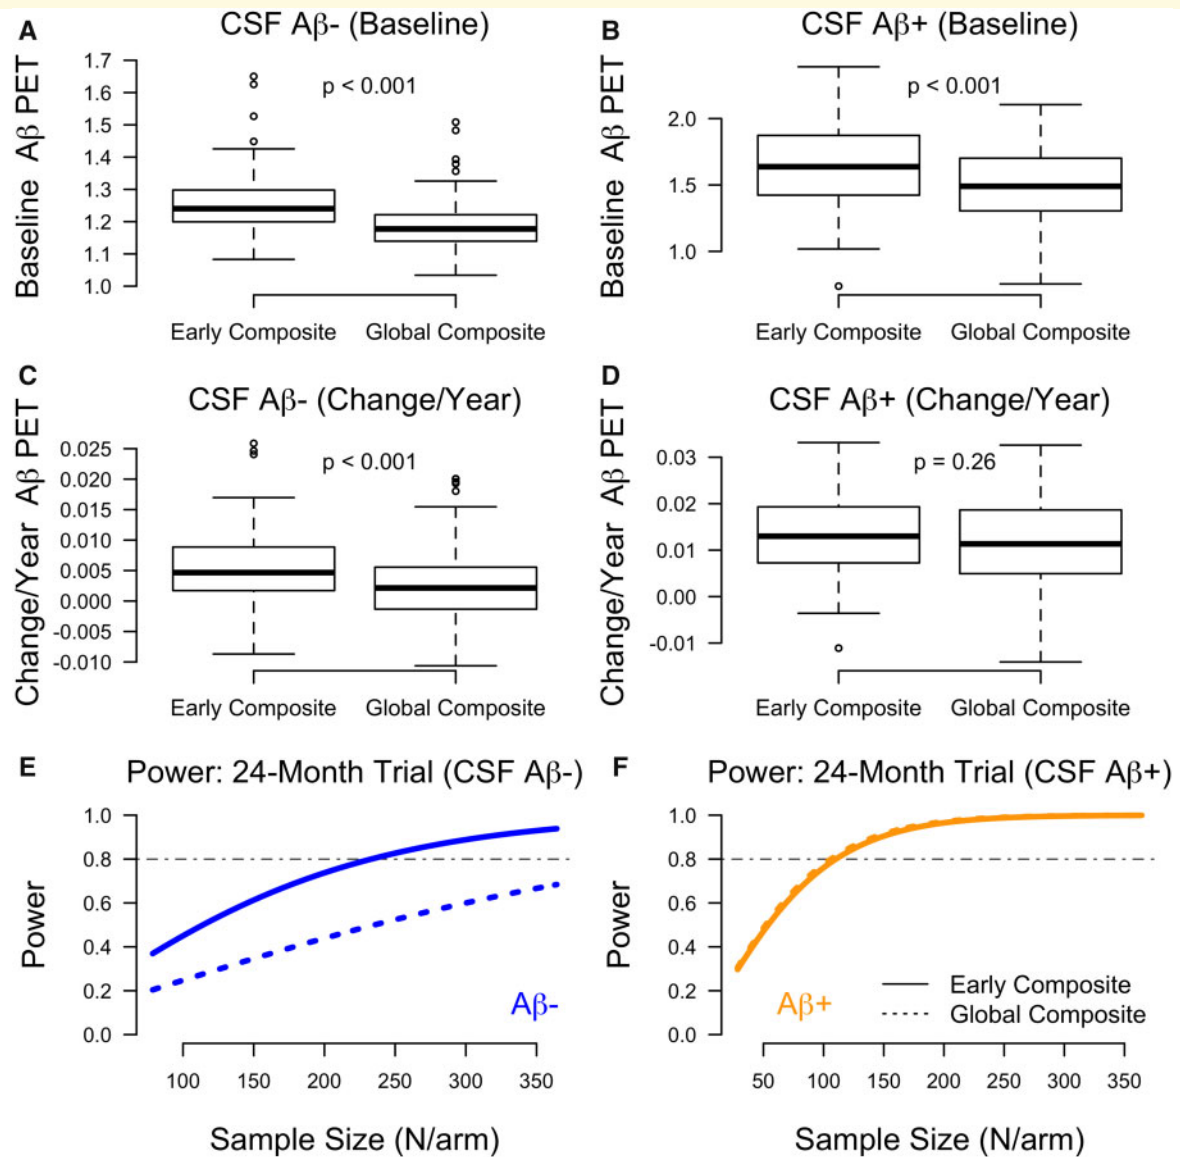 A
CSF Aβ- (Baseline)
Baseline Aβ PET
1.7
1.6
1.5
1.4
1.3
1.2
1.1
1.0
p < 0.001
Early Composite Global Composite
B
CSF Aβ+ (Baseline)
Baseline Aβ PET
2.0
1.5
1.0
p < 0.001
Early Composite Global Composite
C
CSF Aβ- (Change/Year)
Change/Year Aβ PET
0.025
0.020
0.015
0.010
0.005
0.000
-0.005
-0.010
p < 0.001
Early Composite Global Composite
D
CSF Aβ+ (Change/Year)
Change/Year Aβ PET
0.03
0.02
0.01
0.00
-0.01
p = 0.26
Early Composite Global Composite
E
Power: 24-Month Trial (CSF Aβ-)
Power
1.0
0.8
0.6
0.4
0.2
0.0
Aβ-
100 150 200 250 300 350
Sample Size (N/arm)
F
Power: 24-Month Trial (CSF Aβ+)
Power
1.0
0.8
0.6
0.4
0.2
0.0
Aβ+
Early Composite
Global Composite
50 100 150 200 250 300 350
Sample Size (N/arm)